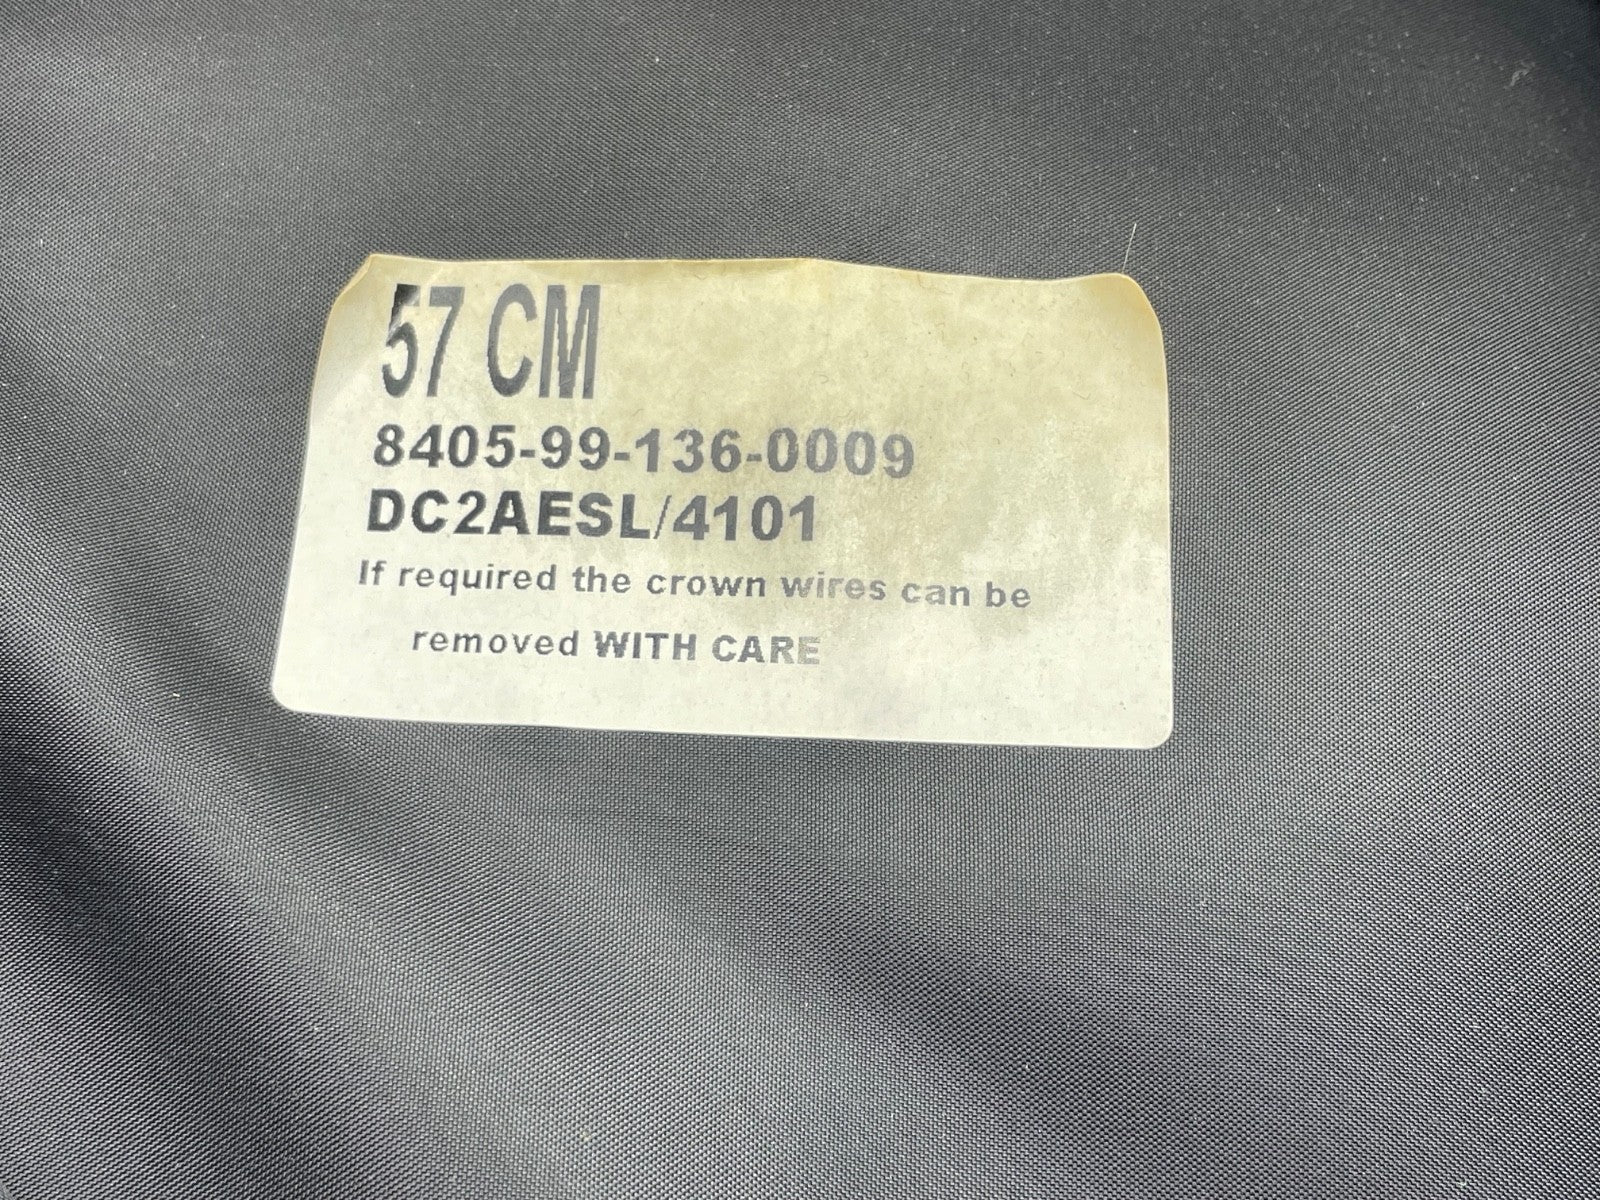 57 CM
8405-99-136-0009
DC2AESL/4101
If required the crown wires can be
removed WITH CARE